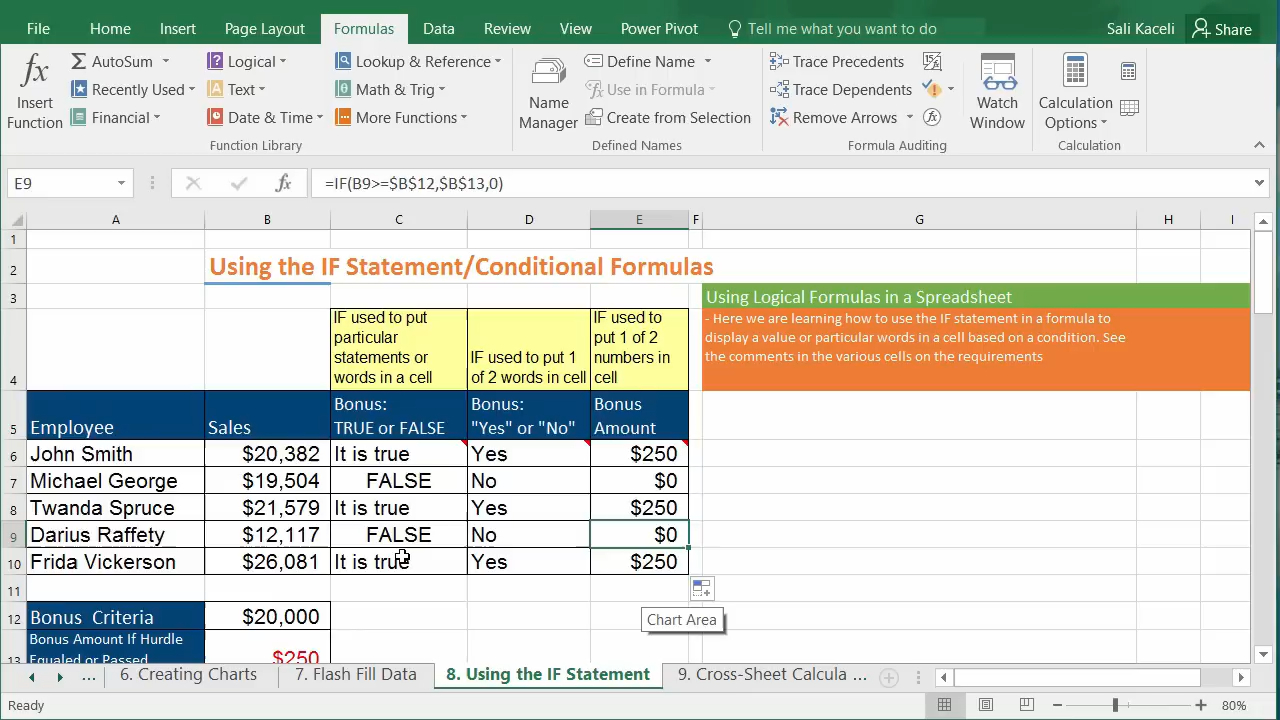 File Home Insert Page Layout Formulas Data Review View Power Pivot Tell me what you want to do Sali Kaceli Share
fx Insert Function
Σ AutoSum
Recently Used
Financial
Logical
Text
Date & Time
Lookup & Reference
Math & Trig
More Functions
Function Library
Name Manager
Define Name
Use in Formula
Create from Selection
Defined Names
Trace Precedents
Trace Dependents
Remove Arrows
fx
Watch Window
Formula Auditing
Calculation Options
Calculation
E9 fx =IF(B9>=$B$12,$B$13,0)
A B C D E F G H I
1
2 Using the IF Statement/Conditional Formulas
3 Using Logical Formulas in a Spreadsheet
- Here we are learning how to use the IF statement in a formula to
display a value or particular words in a cell based on a condition. See
the comments in the various cells on the requirements
4
IF used to put
particular
statements or
words in a cell
IF used to put 1
of 2 words in cell
IF used to
put 1 of 2
numbers in
cell
5 Employee Sales
Bonus:
TRUE or FALSE
Bonus:
"Yes" or "No"
Bonus
Amount
6 John Smith $20,382 It is true Yes $250
7 Michael George $19,504 FALSE No $0
8 Twanda Spruce $21,579 It is true Yes $250
9 Darius Raffety $12,117 FALSE No $0
10 Frida Vickerson $26,081 It is true Yes $250
11
12 Bonus Criteria $20,000
Chart Area
13 Bonus Amount If Hurdle
Equaled or Passed $250
... 6. Creating Charts 7. Flash Fill Data 8. Using the IF Statement 9. Cross-Sheet Calcula ...
Ready 80%